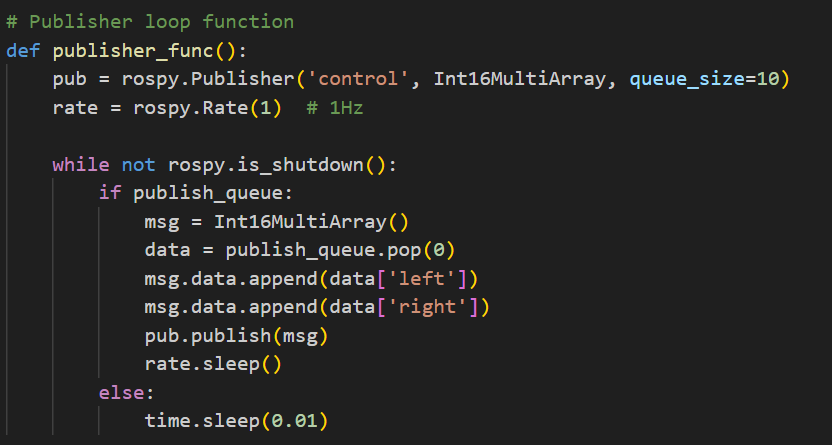 # Publisher loop function
def publisher_func():
    pub = rospy.Publisher('control', Int16MultiArray, queue_size=10)
    rate = rospy.Rate(1)  # 1Hz

    while not rospy.is_shutdown():
        if publish_queue:
            msg = Int16MultiArray()
            data = publish_queue.pop(0)
            msg.data.append(data['left'])
            msg.data.append(data['right'])
            pub.publish(msg)
            rate.sleep()
        else:
            time.sleep(0.01)